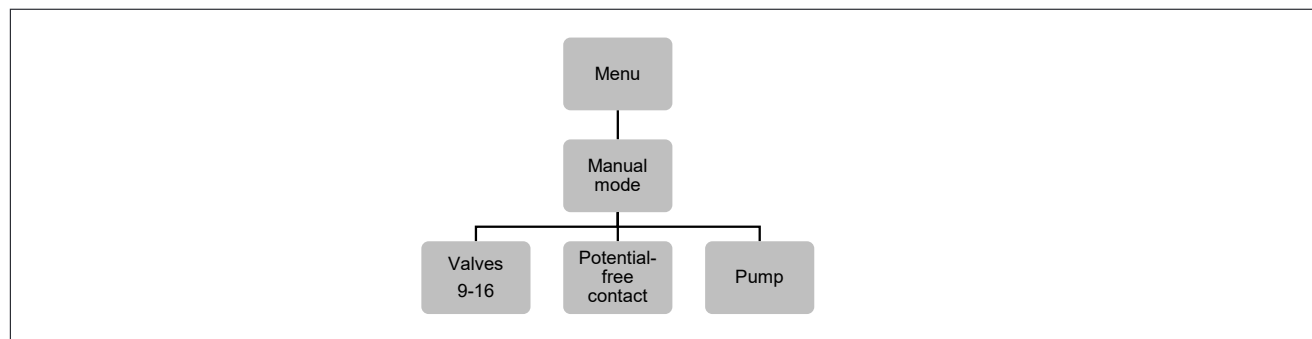 Menu
Manual
mode
Valves
9-16
Potential-
free
contact
Pump